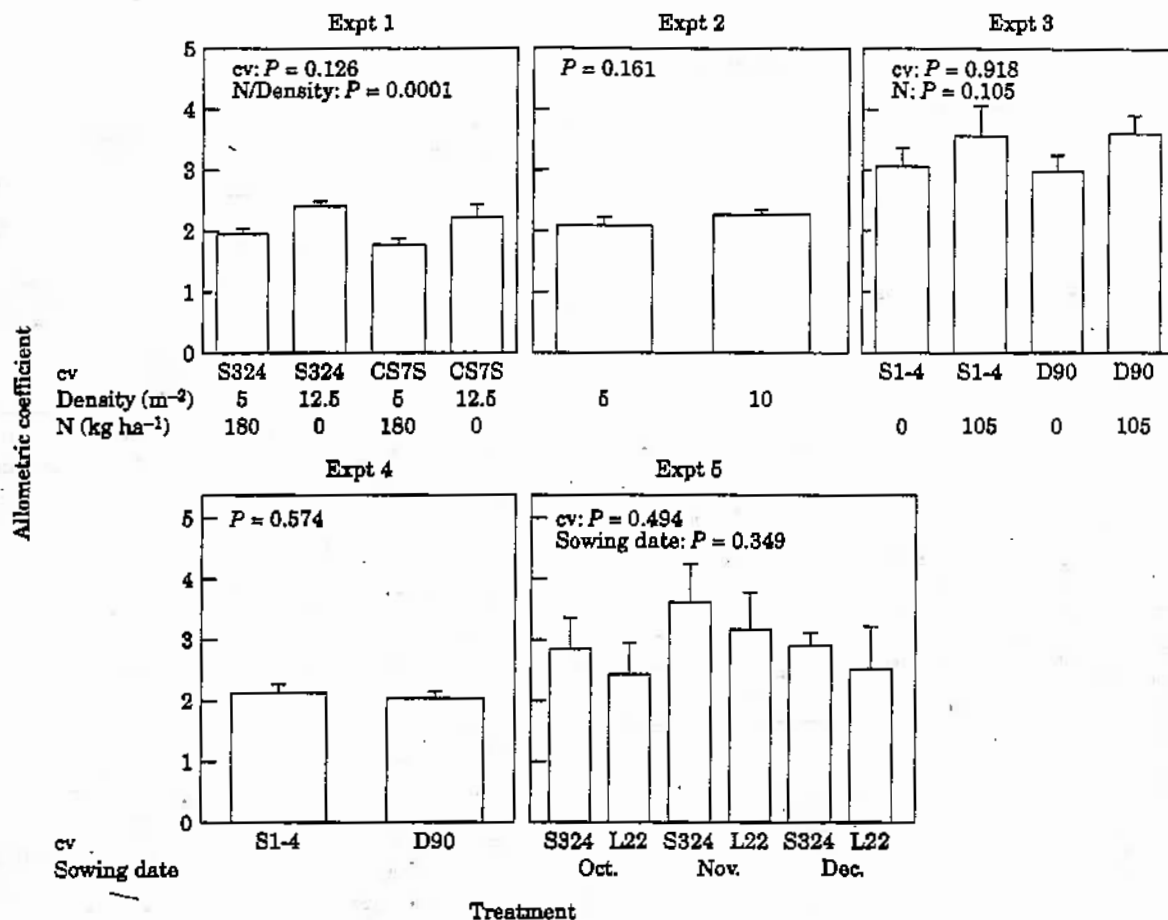 Expt 1 Expt 2 Expt 3
5
4
3
2
1
0
cv: P = 0.126
N/Density: P = 0.0001
P = 0.161
cv: P = 0.918
N: P = 0.105
cv S324 S324 CS7S CS7S S1-4 S1-4 D90 D90
Density (m⁻²) 5 12.5 5 12.5 5 10
N (kg ha⁻¹) 180 0 180 0 0 105 0 105
Allometric coefficient
Expt 4 Expt 5
5
4
3
2
1
0
P = 0.574
cv: P = 0.494
Sowing date: P = 0.349
cv S1-4 D90 S324 L22 S324 L22 S324 L22
Sowing date Oct. Nov. Dec.
Treatment